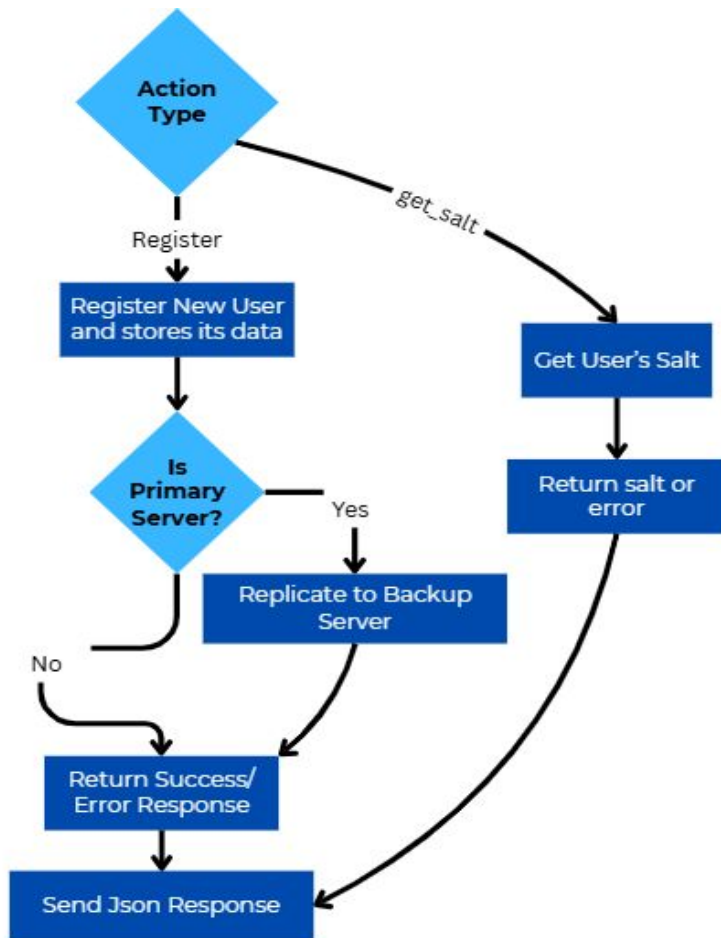 Action
Type
get_salt
Register
Register New User
and stores its data
Get User's Salt
Is
Primary
Server?
Return salt or
error
Yes
Replicate to Backup
Server
No
Return Success/
Error Response
Send Json Response